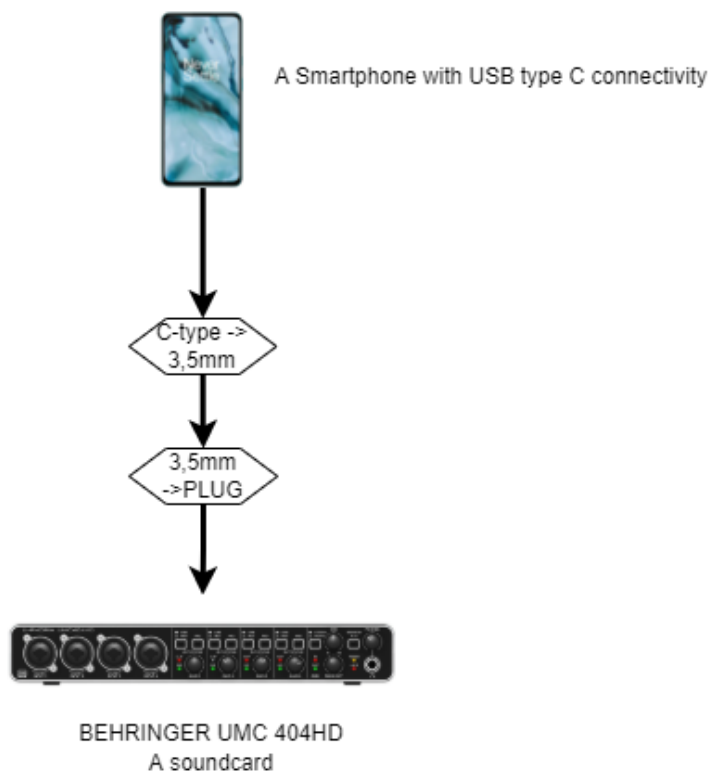 A Smartphone with USB type C connectivity
C-type ->
3,5mm
3,5mm
->PLUG
BEHRINGER UMC 404HD
A soundcard